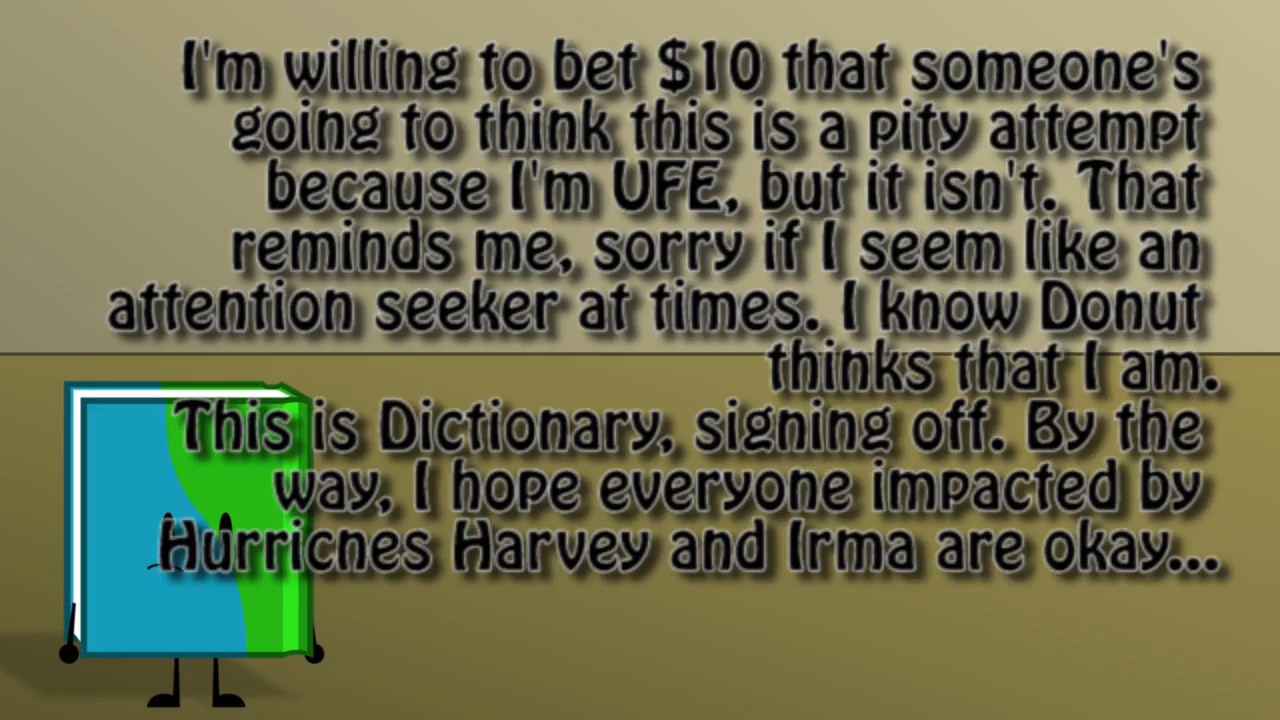 I'm willing to bet $10 that someone's
going to think this is a pity attempt
because I'm UFE, but it isn't. That
reminds me, sorry if I seem like an
attention seeker at times. I know Donut
thinks that I am.
This is Dictionary, signing off. By the
way, I hope everyone impacted by
Hurricnes Harvey and Irma are okay...